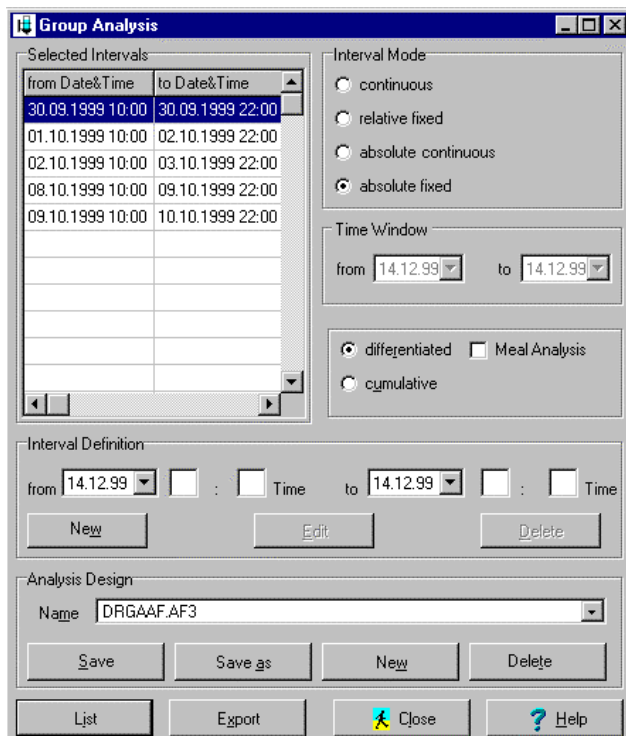 Group Analysis
Selected Intervals
from Date&Time to Date&Time
30.09.1999 10:00 30.09.1999 22:00
01.10.1999 10:00 02.10.1999 22:00
02.10.1999 10:00 03.10.1999 22:00
08.10.1999 10:00 09.10.1999 22:00
09.10.1999 10:00 10.10.1999 22:00
Interval Mode
continuous
relative fixed
absolute continuous
absolute fixed
Time Window
from 14.12.99 to 14.12.99
differentiated Meal Analysis
cumulative
Interval Definition
from 14.12.99 : Time to 14.12.99 : Time
New Edit Delete
Analysis Design
Name DRGAAF.AF3
Save Save as New Delete
List Export Close ? Help